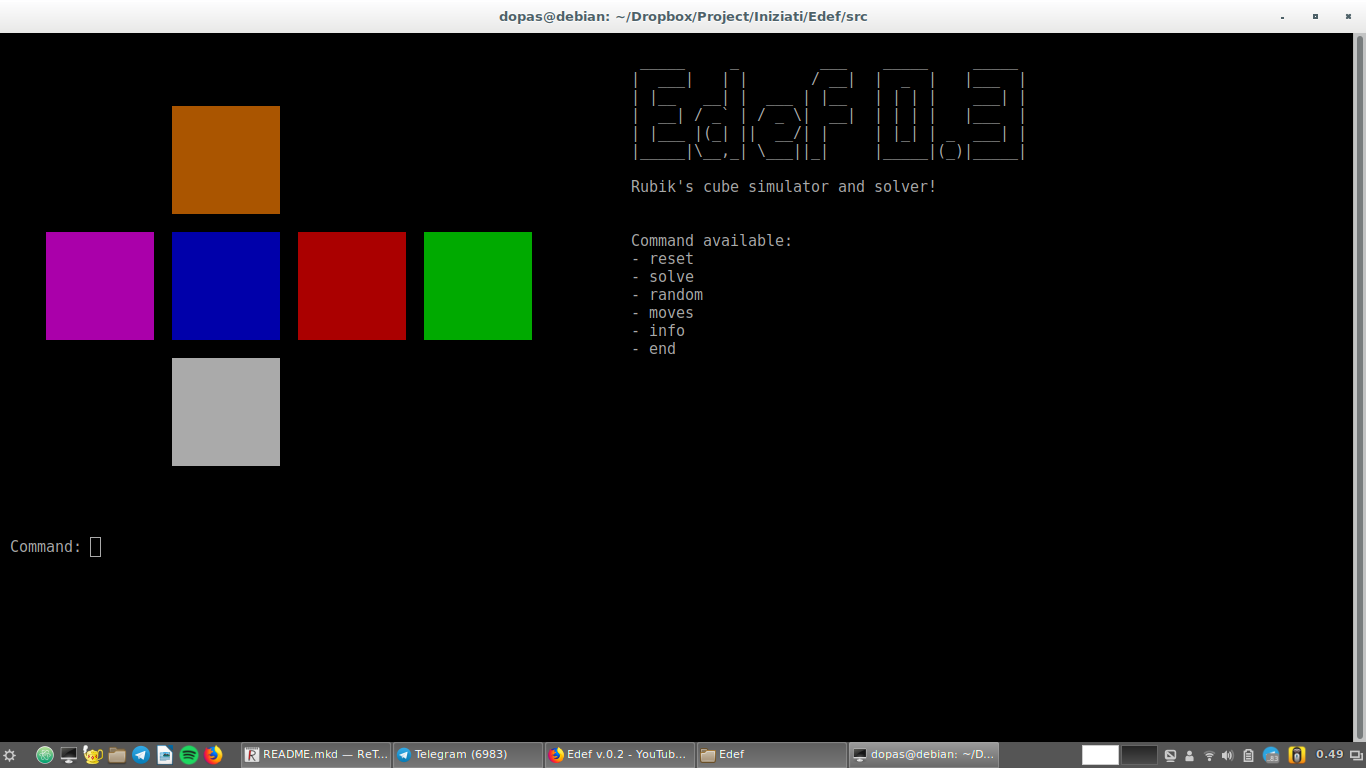 dopas@debian: ~/Dropbox/Project/Iniziati/Edef/src
Edef 0.3
Rubik's cube simulator and solver!
Command available:
- reset
- solve
- random
- moves
- info
- end
Command:
README.mkd — ReT...
Telegram (6983)
Edef v.0.2 - YouTub...
Edef
dopas@debian: ~/D...
0.49